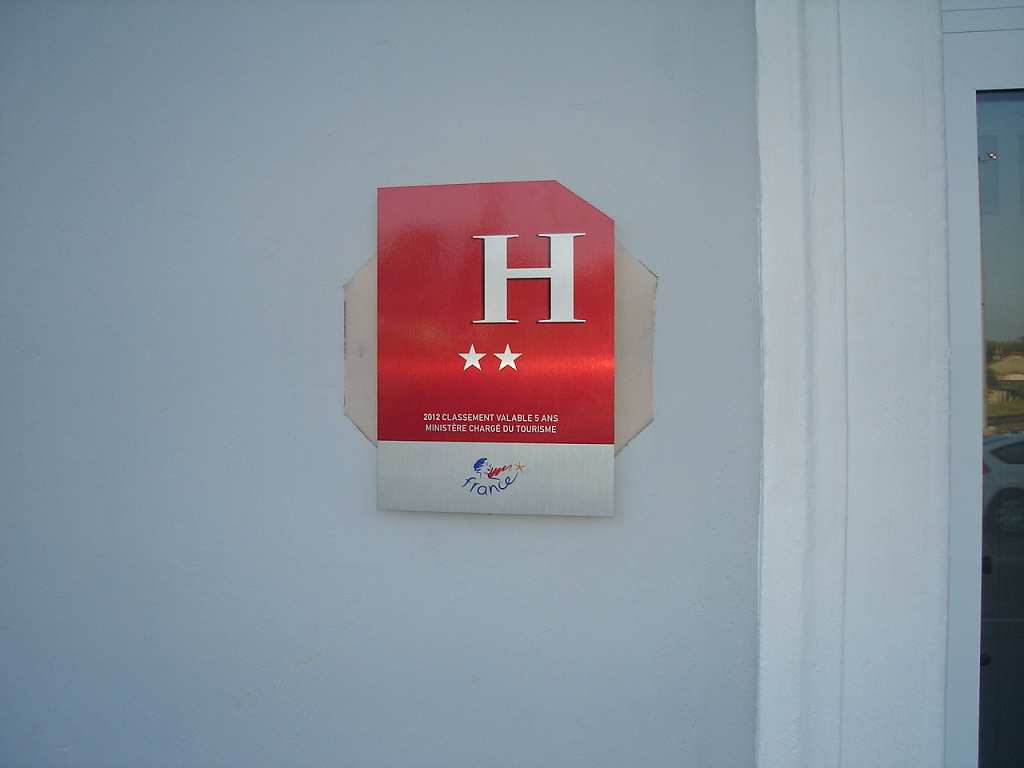 H
★★
2012 CLASSEMENT VALABLE 5 ANS
MINISTÈRE CHARGÉ DU TOURISME
france